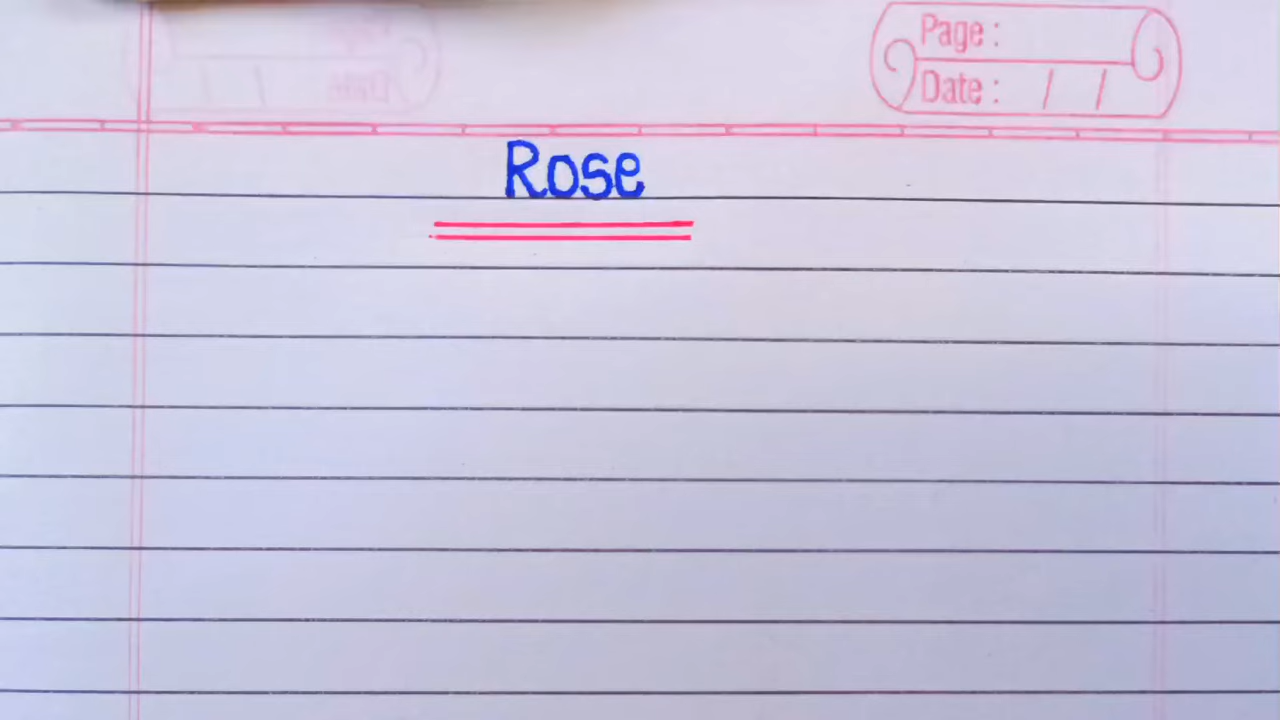 Page :
Date : / /
Rose